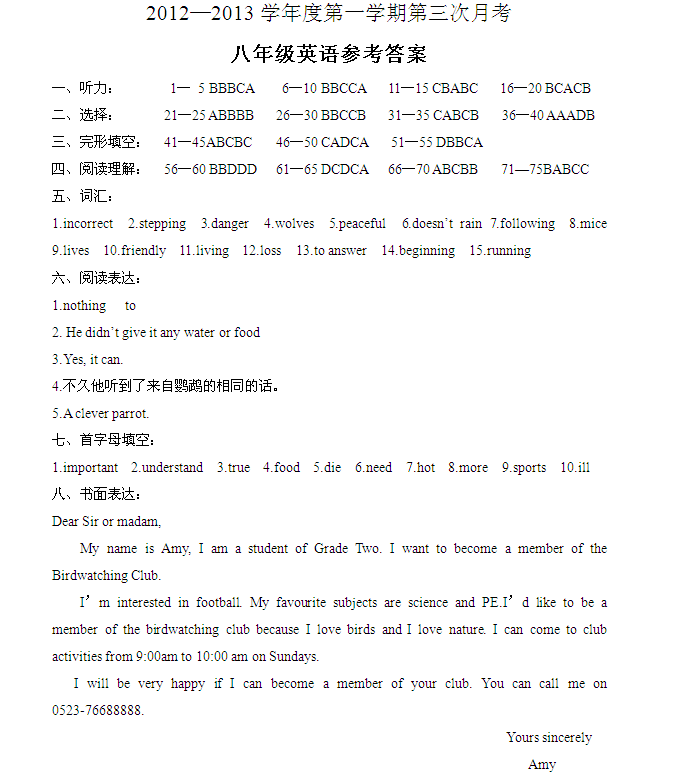 2012—2013 学年度第一学期第三次月考
八年级英语参考答案
一、听力： 1— 5 BBBCA 6—10 BBCCA 11—15 CBABC 16—20 BCACB
二、选择： 21—25 ABBBB 26—30 BBCCB 31—35 CABCB 36—40 AAADB
三、完形填空： 41—45ABCBC 46—50 CADCA 51—55 DBBCA
四、阅读理解： 56—60 BBDDD 61—65 DCDCA 66—70 ABCBB 71—75BABCC
五、词汇：
1.incorrect 2.stepping 3.danger 4.wolves 5.peaceful 6.doesn’t rain 7.following 8.mice
9.lives 10.friendly 11.living 12.loss 13.to answer 14.beginning 15.running
六、阅读表达：
1.nothing to
2. He didn’t give it any water or food
3.Yes, it can.
4.不久他听到了来自鹦鹉的相同的话。
5.A clever parrot.
七、首字母填空：
1.important 2.understand 3.true 4.food 5.die 6.need 7.hot 8.more 9.sports 10.ill
八、书面表达：
Dear Sir or madam,
My name is Amy, I am a student of Grade Two. I want to become a member of the
Birdwatching Club.
I’m interested in football. My favourite subjects are science and PE.I’d like to be a
member of the birdwatching club because I love birds and I love nature. I can come to club
activities from 9:00am to 10:00 am on Sundays.
I will be very happy if I can become a member of your club. You can call me on
0523-76688888.
Yours sincerely
Amy